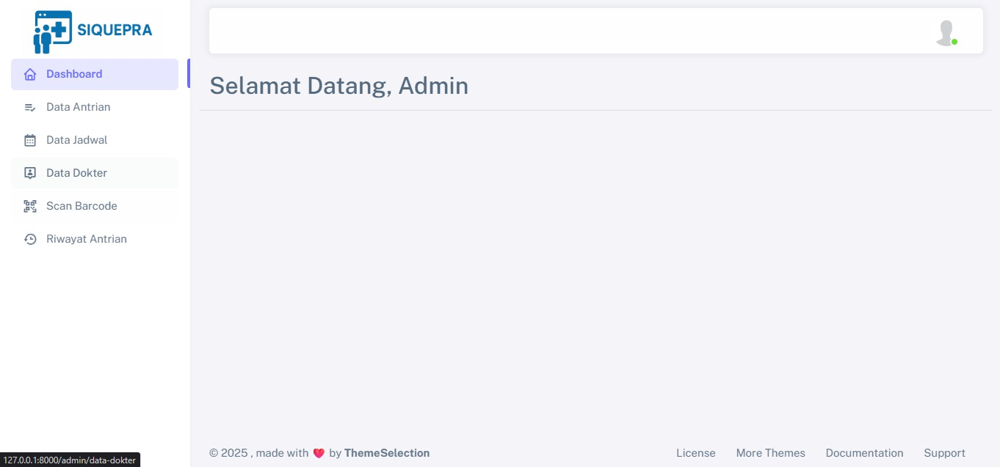 SIQUEPRA
Dashboard
Data Antrian
Data Jadwal
Data Dokter
Scan Barcode
Riwayat Antrian
Selamat Datang, Admin
© 2025 , made with ❤️ by ThemeSelection
License More Themes Documentation Support
127.0.0.1:8000/admin/data-dokter